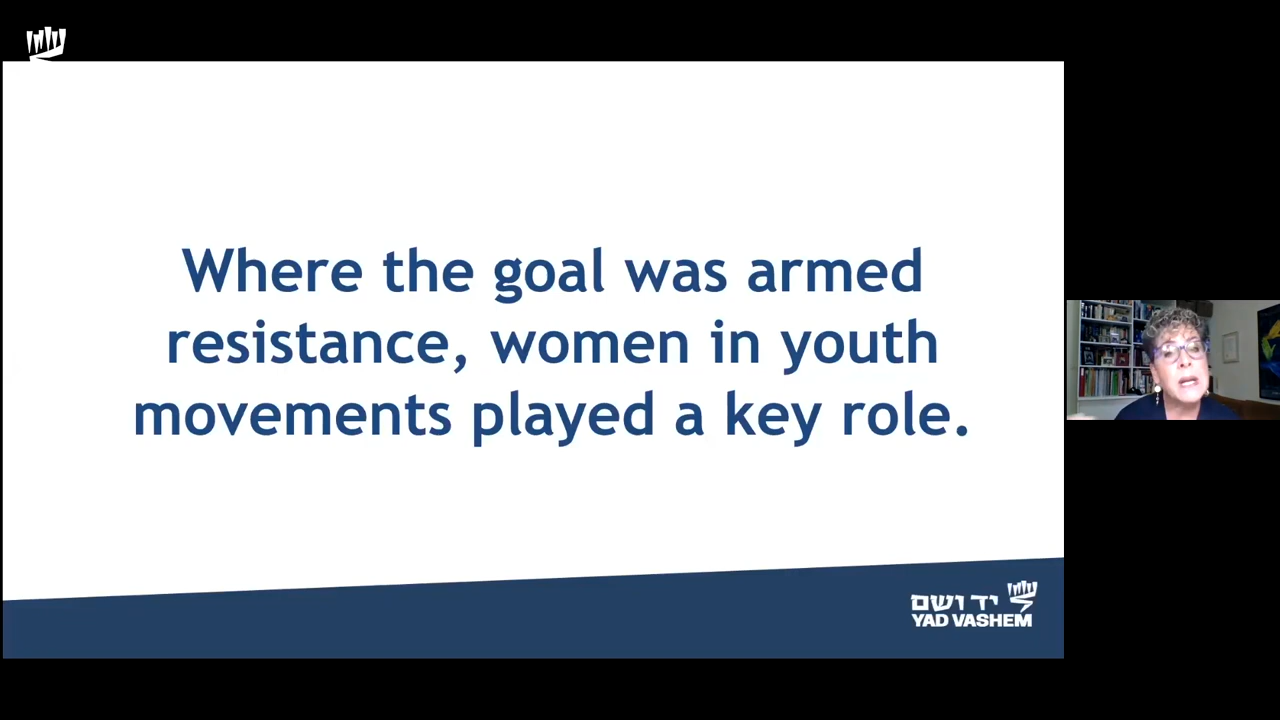 Where the goal was armed
resistance, women in youth
movements played a key role.
יד ושם
YAD VASHEM